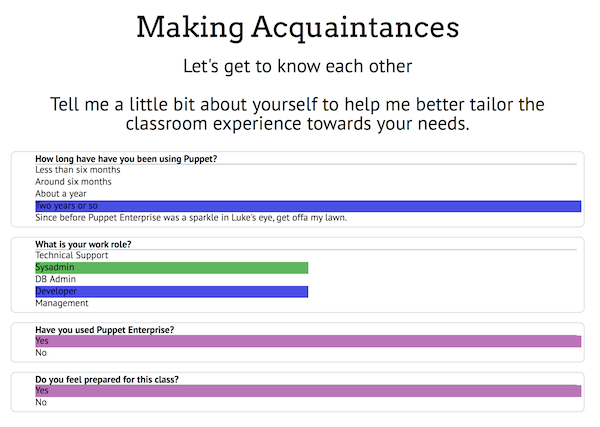 Making Acquaintances
Let's get to know each other
Tell me a little bit about yourself to help me better tailor the
classroom experience towards your needs.
How long have have you been using Puppet?
Less than six months
Around six months
About a year
Two years or so
Since before Puppet Enterprise was a sparkle in Luke's eye, get offa my lawn.
What is your work role?
Technical Support
Sysadmin
DB Admin
Developer
Management
Have you used Puppet Enterprise?
Yes
No
Do you feel prepared for this class?
Yes
No